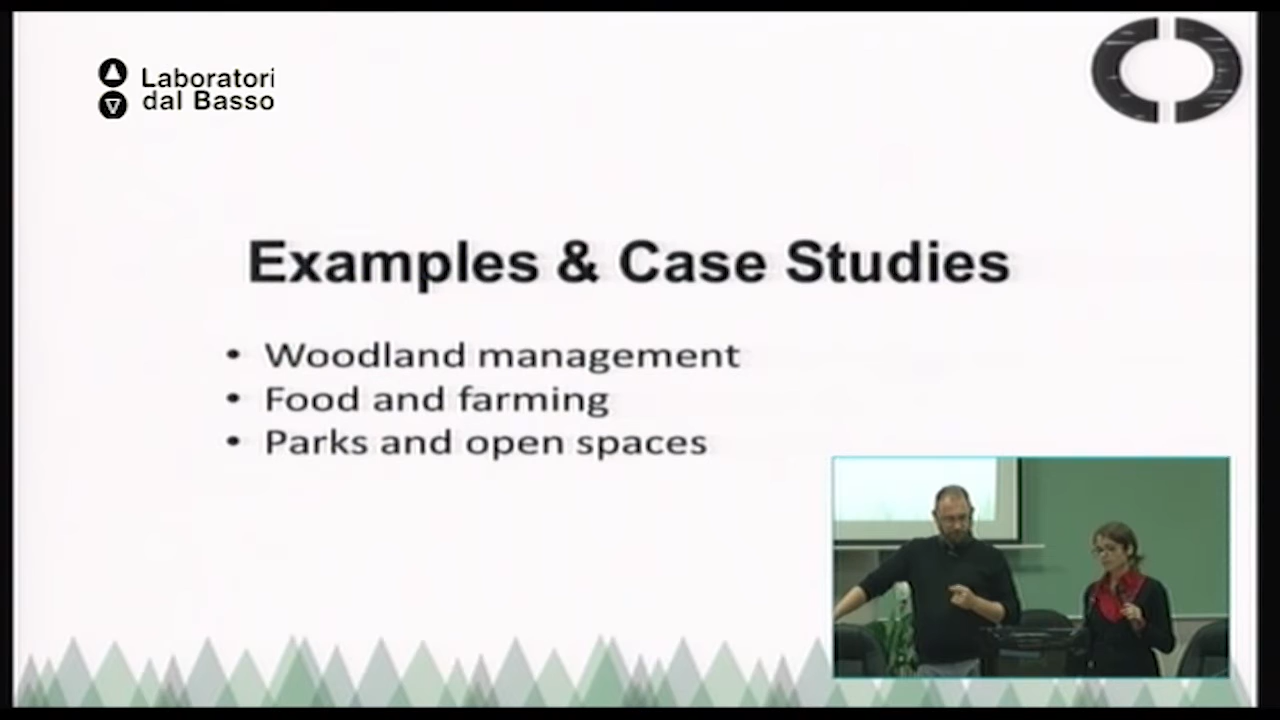 Laboratori
dal Basso
Examples & Case Studies
• Woodland management
• Food and farming
• Parks and open spaces